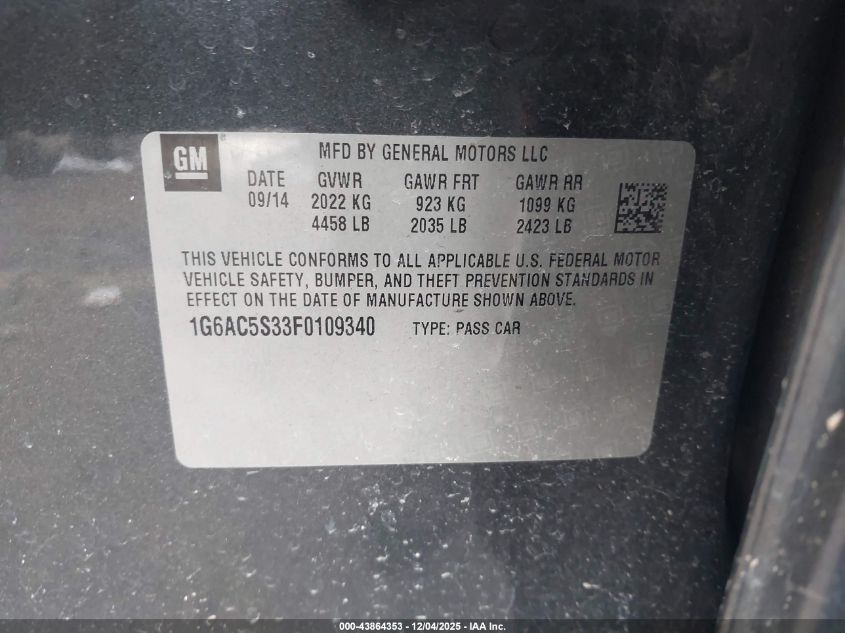 GM
MFD BY GENERAL MOTORS LLC
DATE GVWR GAWR FRT GAWR RR
09/14 2022 KG 923 KG 1099 KG
4458 LB 2035 LB 2423 LB
THIS VEHICLE CONFORMS TO ALL APPLICABLE U.S. FEDERAL MOTOR
VEHICLE SAFETY, BUMPER, AND THEFT PREVENTION STANDARDS IN
EFFECT ON THE DATE OF MANUFACTURE SHOWN ABOVE.
1G6AC5S33F0109340 TYPE: PASS CAR
000-43864353 - 12/04/2025 - IAA Inc.